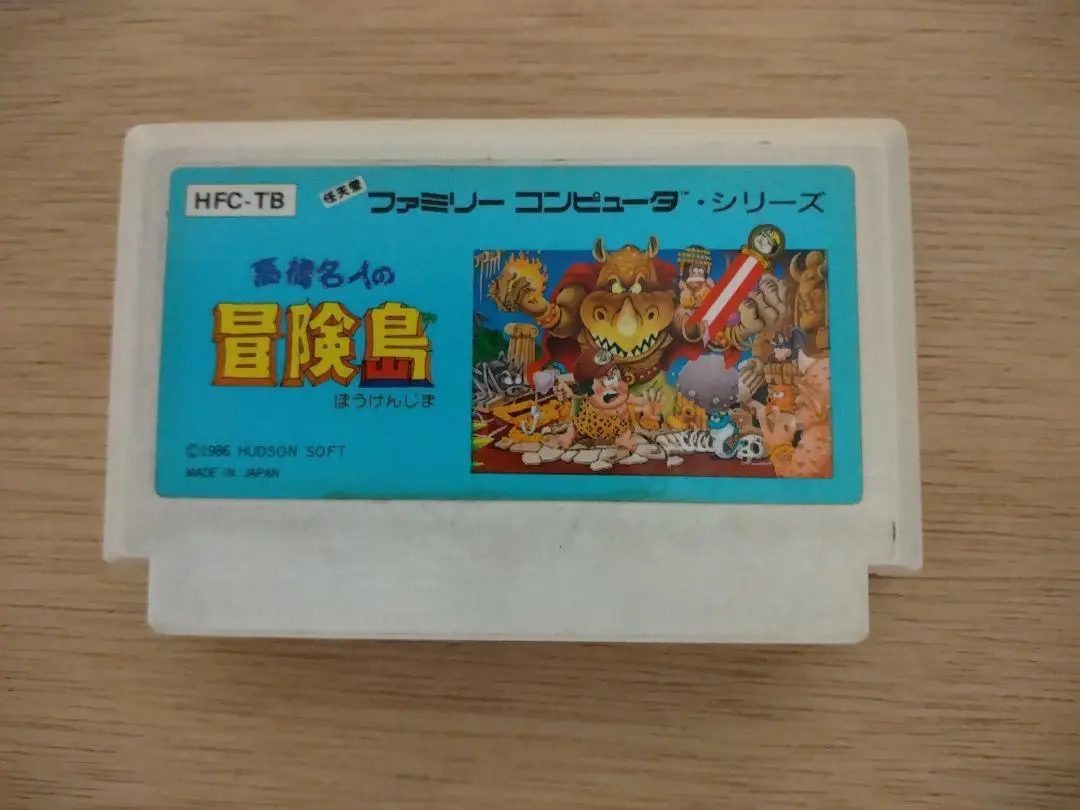 HFC-TB
任天堂 ファミリー コンピュータ™・シリーズ
高橋名人の
冒険島
ぼうけんじま
©1986 HUDSON SOFT
MADE IN JAPAN